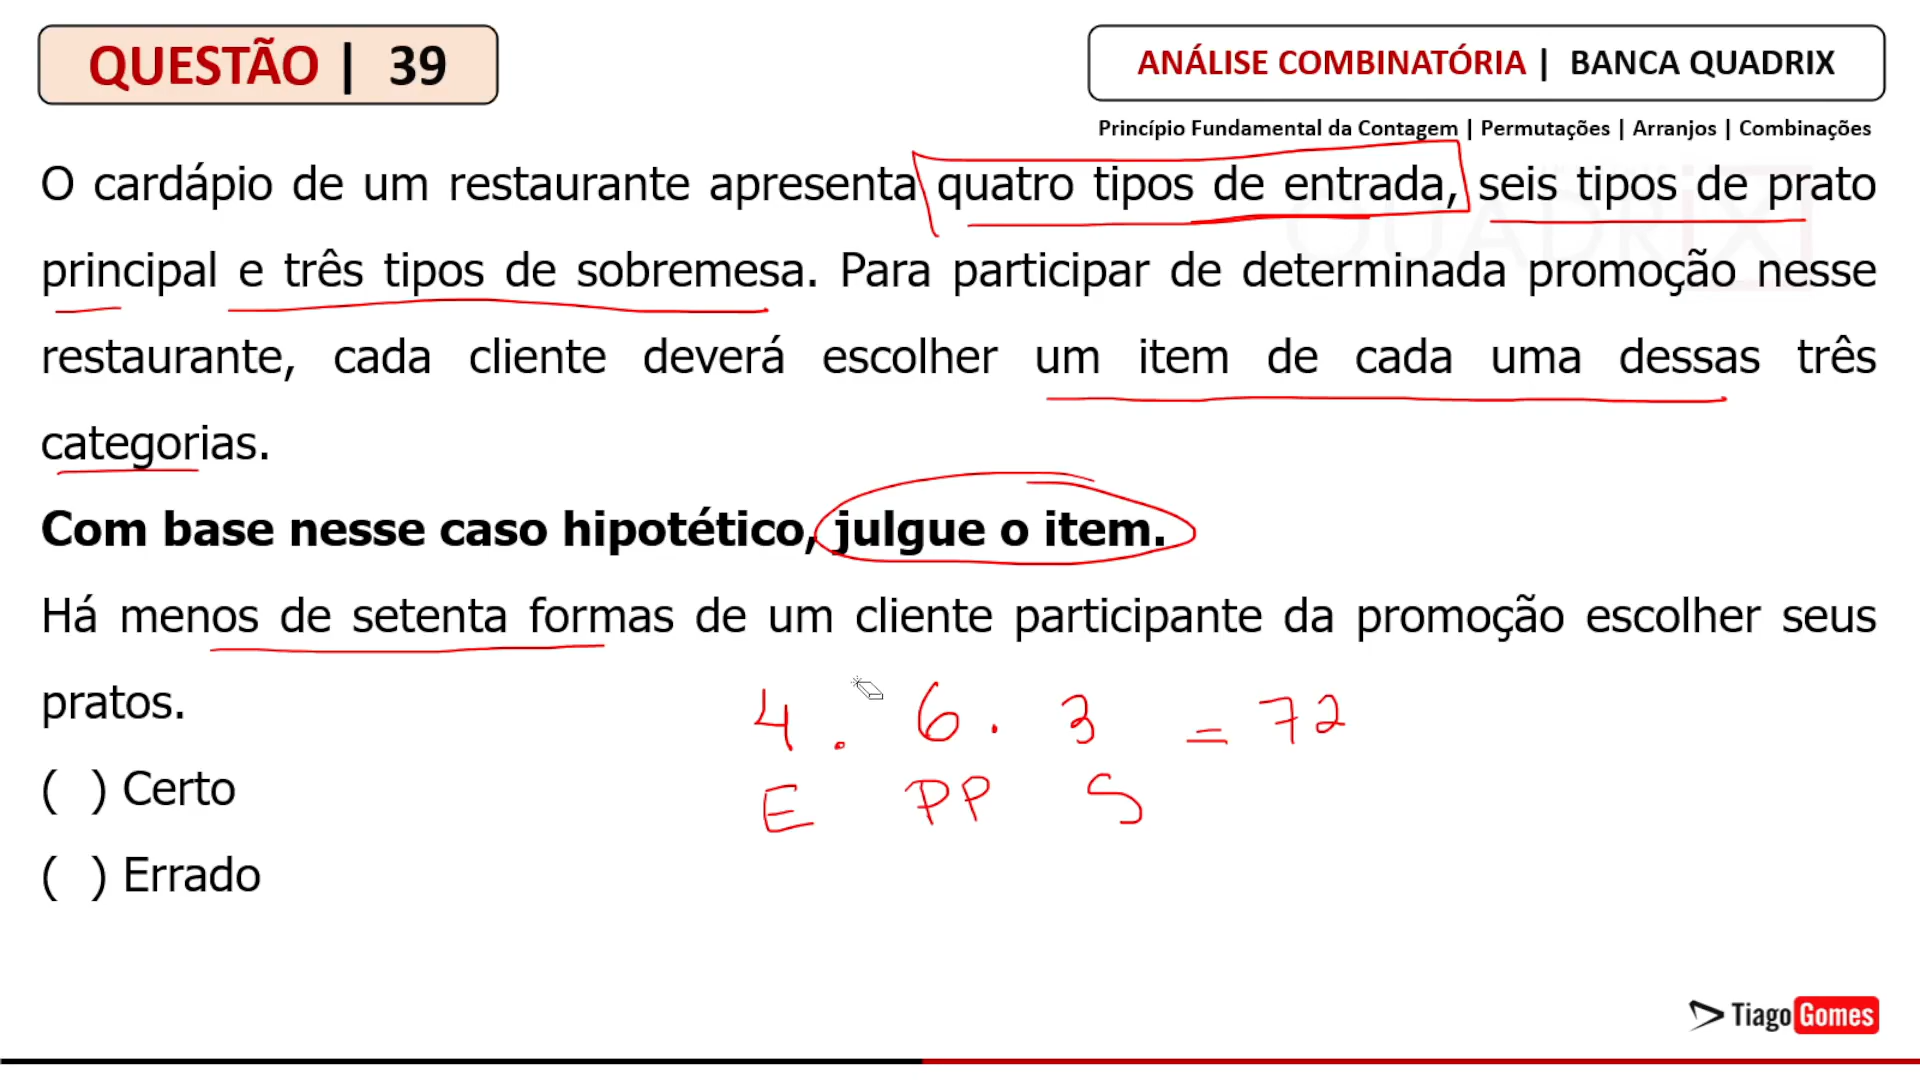 QUESTÃO | 39
ANÁLISE COMBINATÓRIA | BANCA QUADRIX
Princípio Fundamental da Contagem | Permutações | Arranjos | Combinações
O cardápio de um restaurante apresenta quatro tipos de entrada, seis tipos de prato
principal e três tipos de sobremesa. Para participar de determinada promoção nesse
restaurante, cada cliente deverá escolher um item de cada uma dessas três
categorias.
Com base nesse caso hipotético, julgue o item.
Há menos de setenta formas de um cliente participante da promoção escolher seus
pratos.
4 . 6 . 3 = 72
E PP S
( ) Certo
( ) Errado
Tiago Gomes